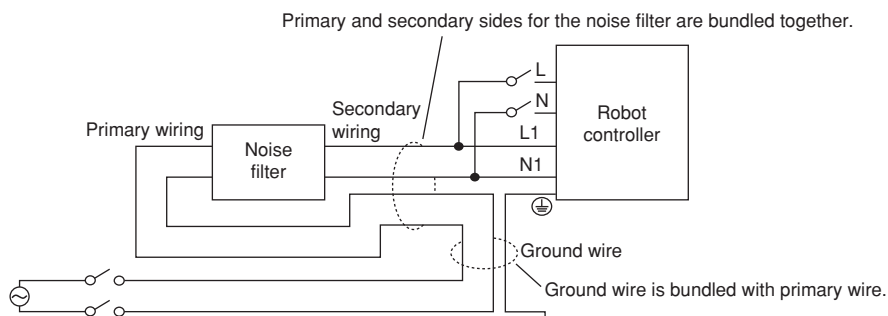 Primary and secondary sides for the noise filter are bundled together.
L
N
L1
N1
Robot
controller
Secondary
wiring
Primary wiring
Noise
filter
Ground wire
Ground wire is bundled with primary wire.